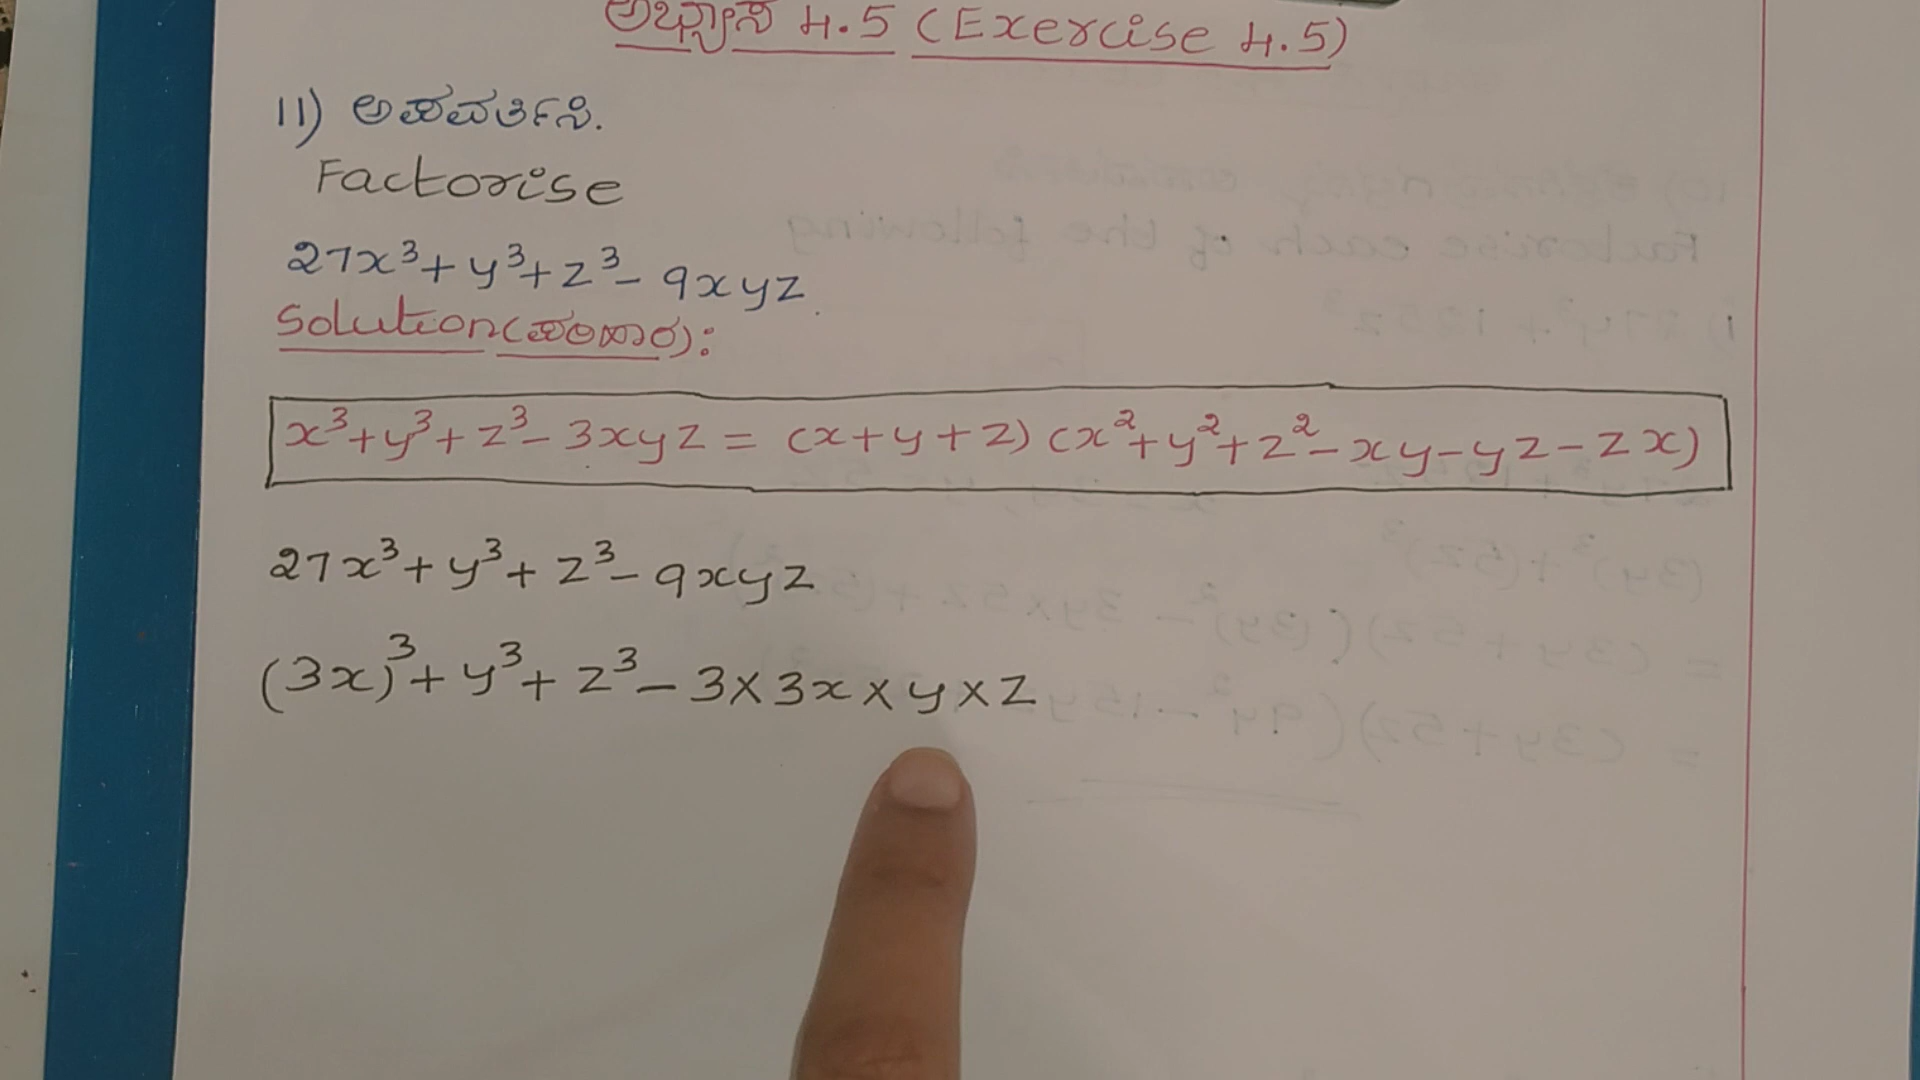 ಅಭ್ಯಾಸ 4.5 (Exercise 4.5)
11) ಅಪವರ್ತಿಸಿ.
Factorise
27x³+y³+z³-9xyz.
Solution(ಪರಿಹಾರ):
x³+y³+z³-3xyz = (x+y+z)(x²+y²+z²-xy-yz-zx)
27x³+y³+z³-9xyz
(3x)³+y³+z³-3×3x×y×z